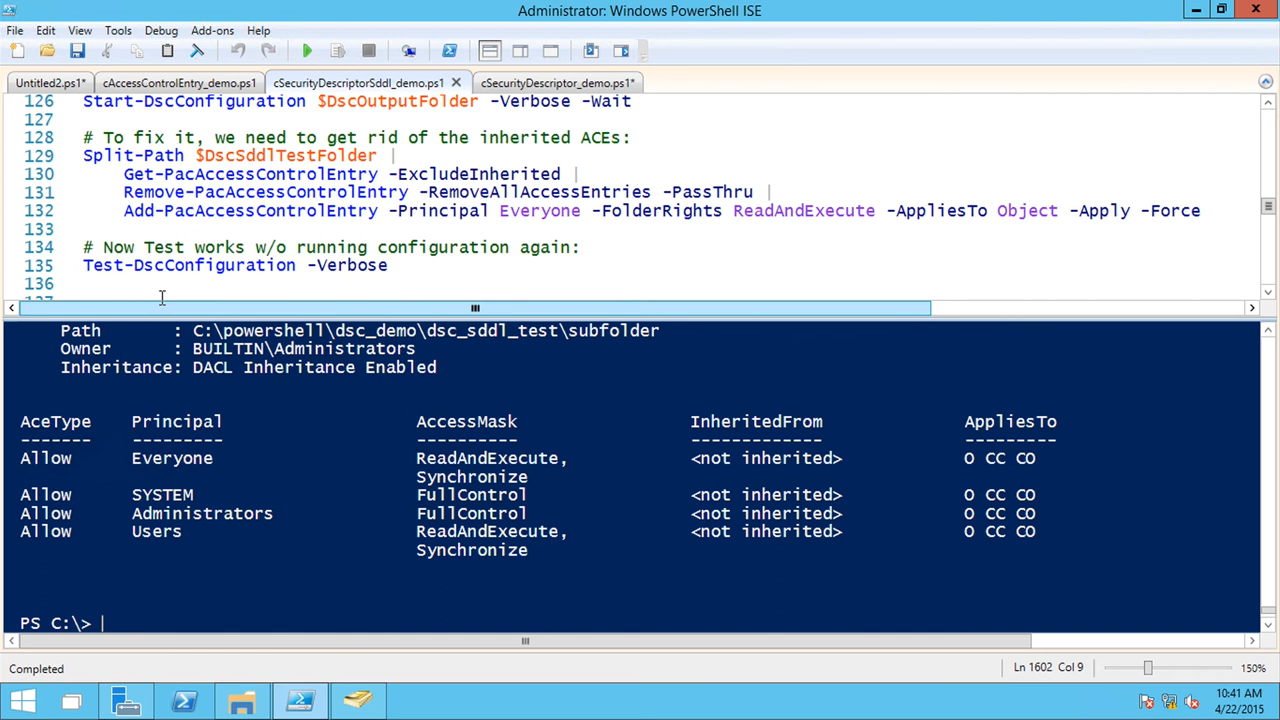 Administrator: Windows PowerShell ISE
File Edit View Tools Debug Add-ons Help
Untitled2.ps1* cAccessControlEntry_demo.ps1 cSecurityDescriptorSddl_demo.ps1 cSecurityDescriptor_demo.ps1*
126 Start-DscConfiguration $DscOutputFolder -Verbose -Wait
127
128 # To fix it, we need to get rid of the inherited ACEs:
129 Split-Path $DscSddlTestFolder |
130 Get-PacAccessControlEntry -ExcludeInherited |
131 Remove-PacAccessControlEntry -RemoveAllAccessEntries -PassThru |
132 Add-PacAccessControlEntry -Principal Everyone -FolderRights ReadAndExecute -AppliesTo Object -Apply -Force
133
134 # Now Test works w/o running configuration again:
135 Test-DscConfiguration -Verbose
136
137
Path : C:\powershell\dsc_demo\dsc_sddl_test\subfolder
Owner : BUILTIN\Administrators
Inheritance: DACL Inheritance Enabled
AceType Principal AccessMask InheritedFrom AppliesTo
------- --------- ---------- ------------- ---------
Allow Everyone ReadAndExecute, <not inherited> O CC CO
Synchronize
Allow SYSTEM FullControl <not inherited> O CC CO
Allow Administrators FullControl <not inherited> O CC CO
Allow Users ReadAndExecute, <not inherited> O CC CO
Synchronize
PS C:\>
Completed Ln 1602 Col 9 150%
10:41 AM
4/22/2015